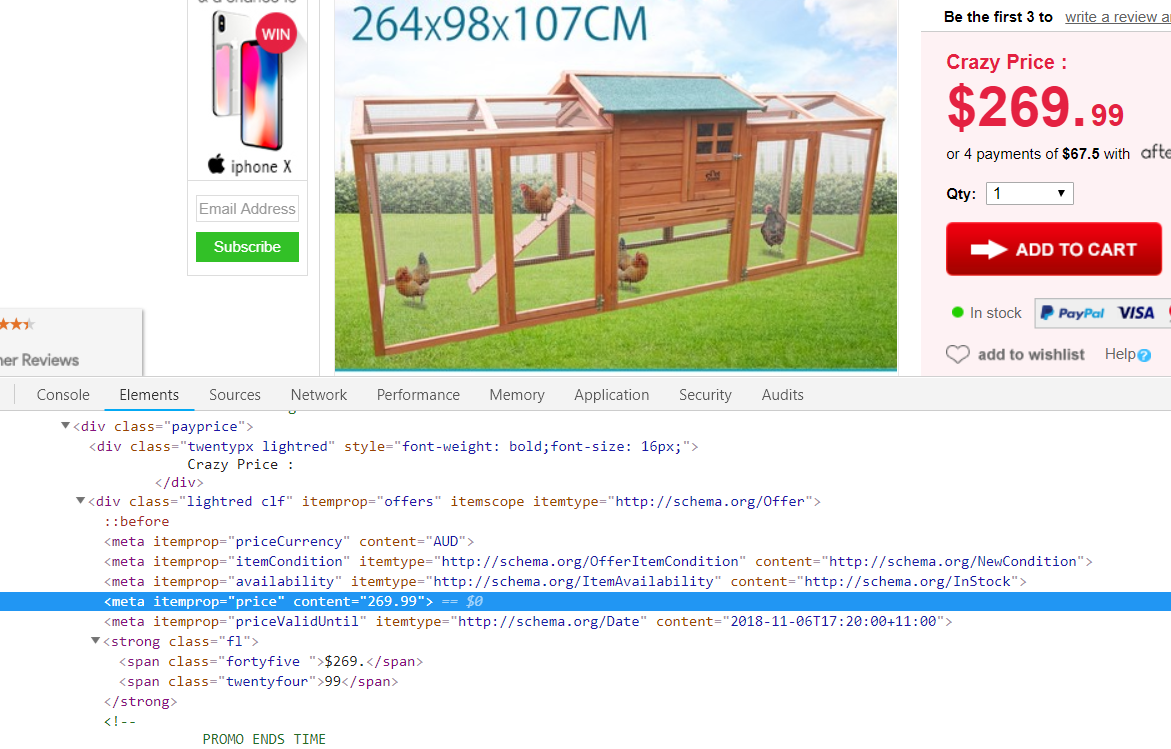 & a chance to
WIN
iphone X
Email Address
Subscribe
264x98x107CM
Be the first 3 to write a review a
Crazy Price :
$269.99
or 4 payments of $67.5 with afte
Qty: 1
ADD TO CART
In stock PayPal VISA
add to wishlist Help ?
ner Reviews
Console Elements Sources Network Performance Memory Application Security Audits
<div class="payprice">
<div class="twentypx lightred" style="font-weight: bold;font-size: 16px;">
Crazy Price :
</div>
<div class="lightred clf" itemprop="offers" itemscope itemtype="http://schema.org/Offer">
::before
<meta itemprop="priceCurrency" content="AUD">
<meta itemprop="itemCondition" itemtype="http://schema.org/OfferItemCondition" content="http://schema.org/NewCondition">
<meta itemprop="availability" itemtype="http://schema.org/ItemAvailability" content="http://schema.org/InStock">
<meta itemprop="price" content="269.99"> == $0
<meta itemprop="priceValidUntil" itemtype="http://schema.org/Date" content="2018-11-06T17:20:00+11:00">
<strong class="fl">
<span class="fortyfive ">$269.</span>
<span class="twentyfour">99</span>
</strong>
<!--
PROMO ENDS TIME